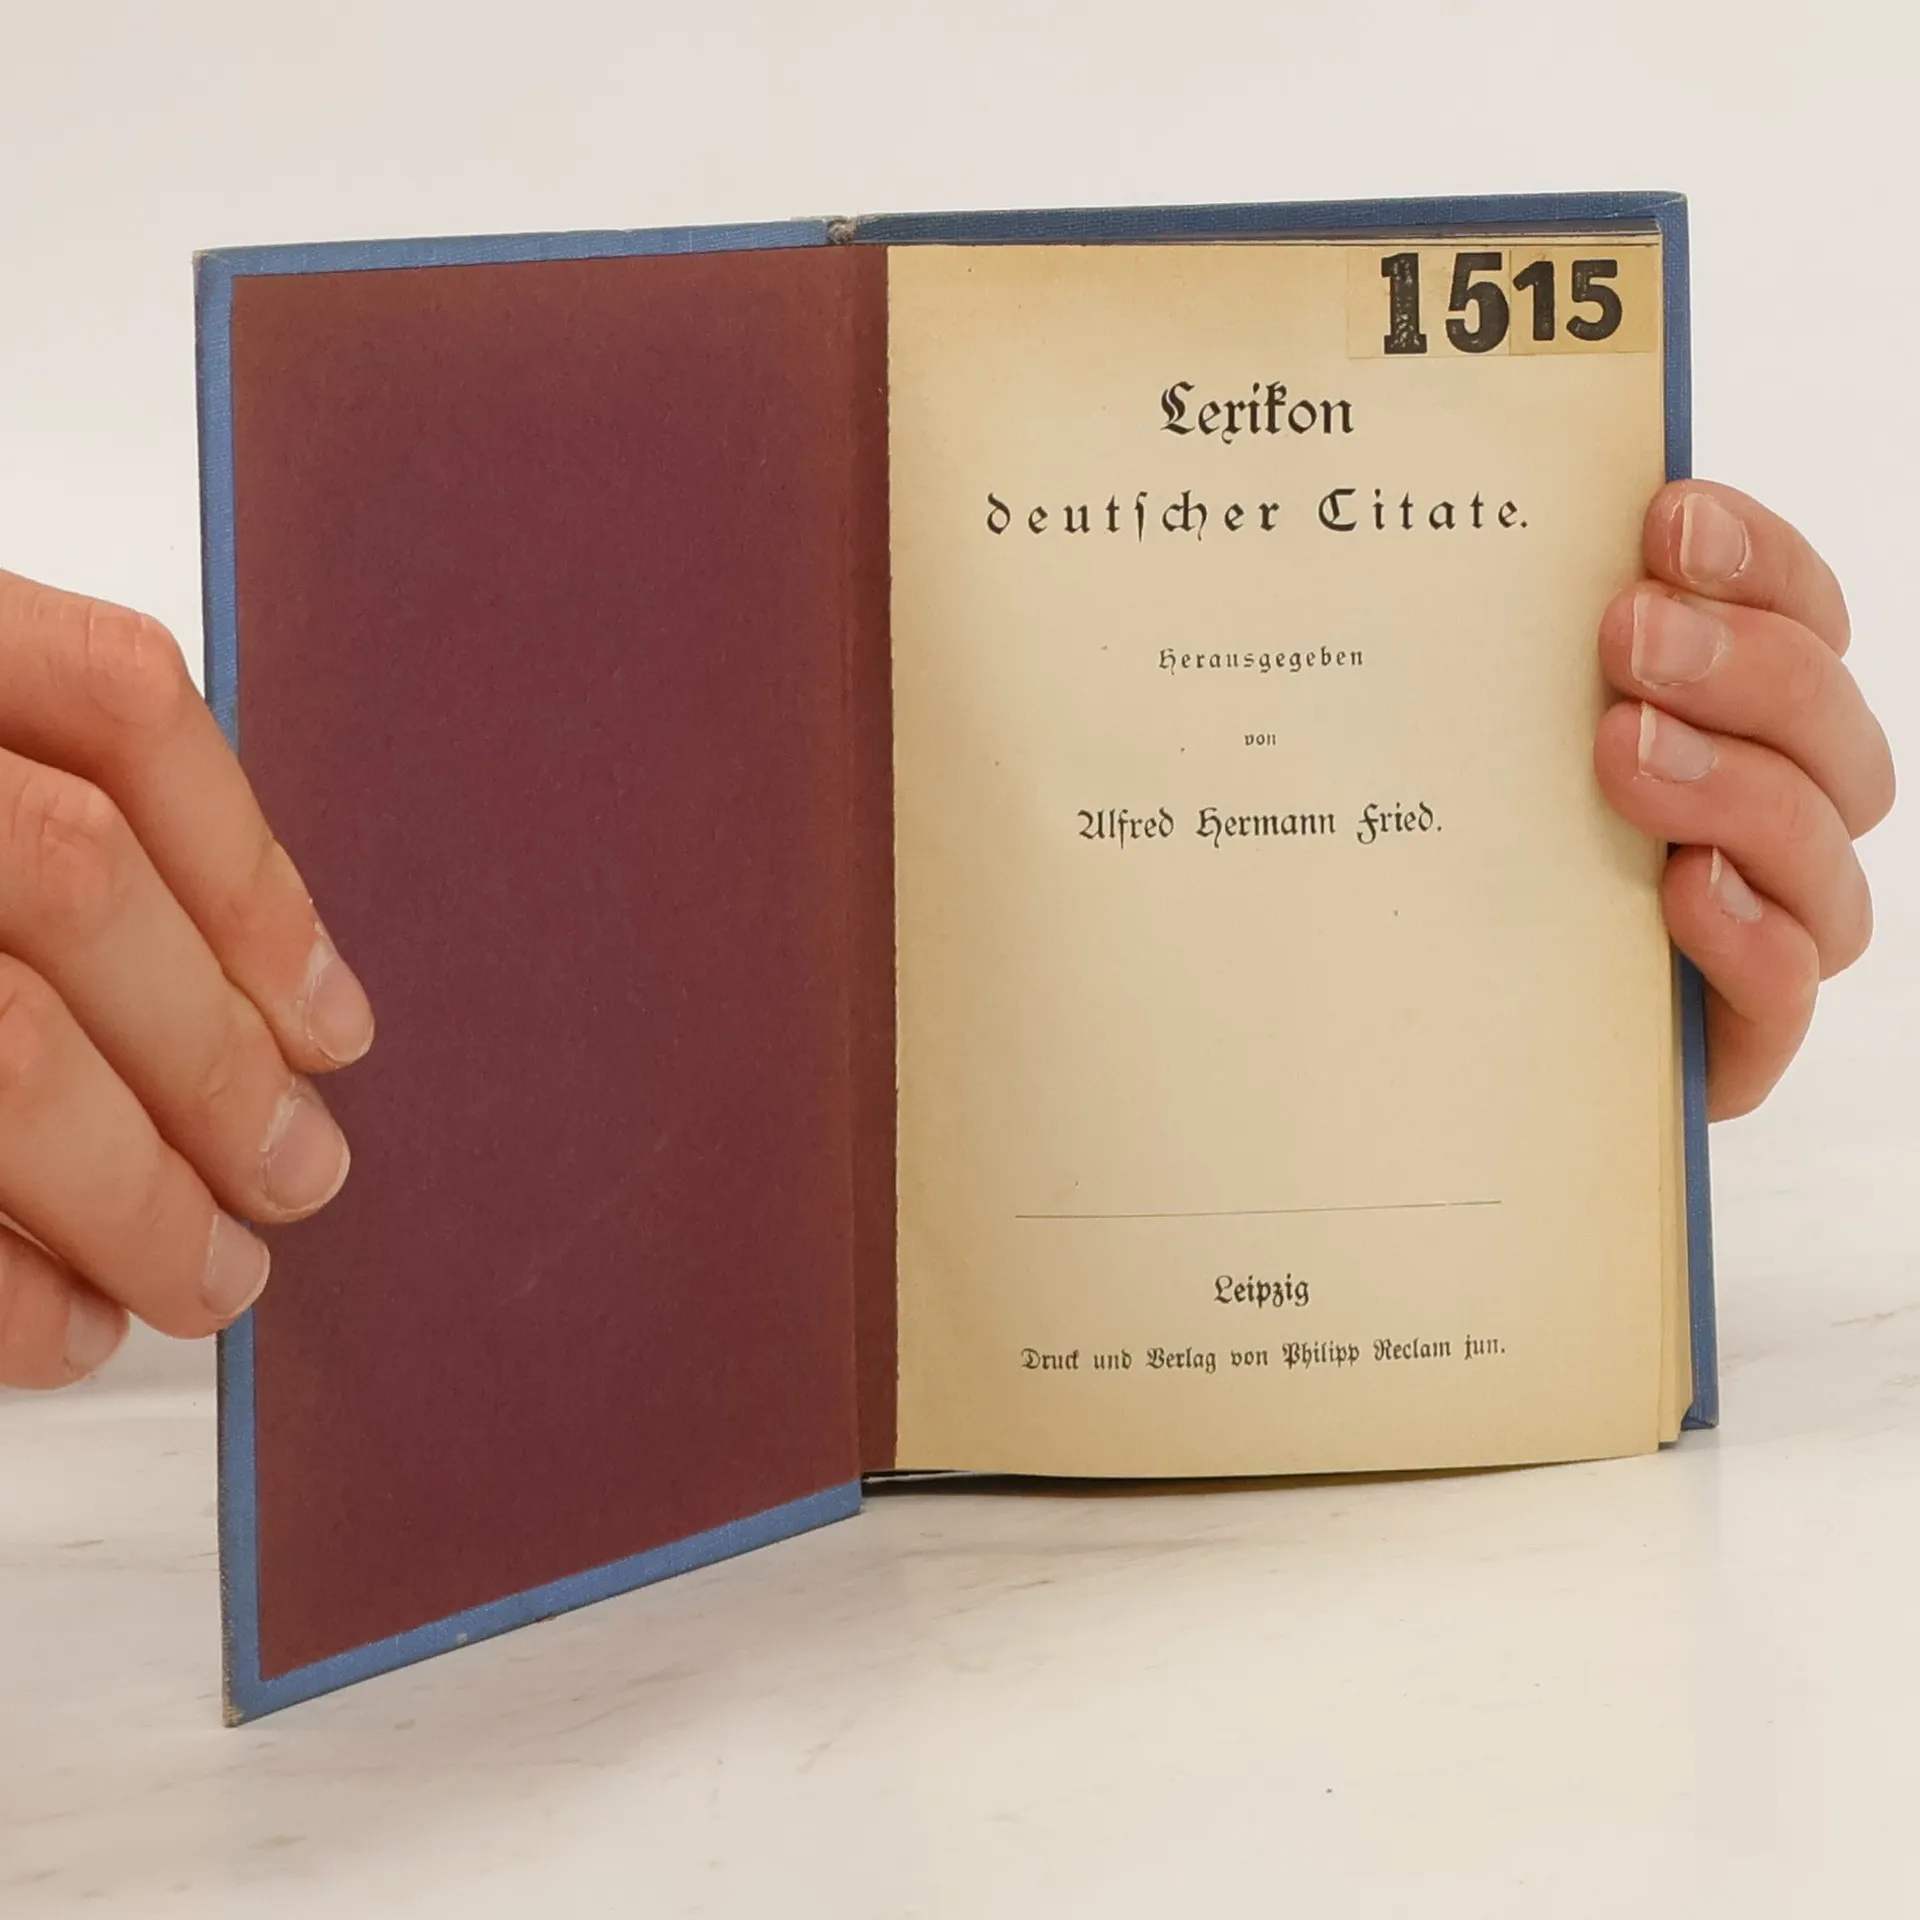 1515
Lexikon
deutſcher Citate.
Herausgegeben
von
Alfred Hermann Fried.
Leipzig
Druck und Verlag von Philipp Reclam jun.